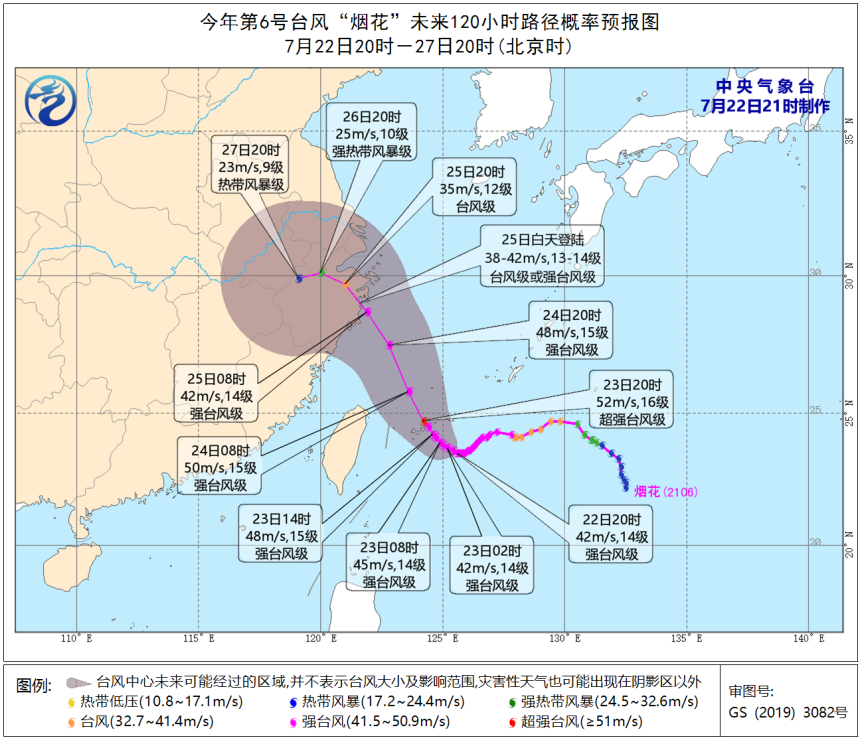 今年第6号台风“烟花”未来120小时路径概率预报图
7月22日20时－27日20时(北京时)
中央气象台
7月22日21时制作
26日20时
25m/s,10级
强热带风暴级
27日20时
23m/s,9级
热带风暴级
25日20时
35m/s,12级
台风级
25日白天登陆
38-42m/s,13-14级
台风级或强台风级
24日20时
48m/s,15级
强台风级
25日08时
42m/s,14级
强台风级
23日20时
52m/s,16级
超强台风级
24日08时
50m/s,15级
强台风级
烟花(2106)
23日14时
48m/s,15级
强台风级
23日08时
45m/s,14级
强台风级
23日02时
42m/s,14级
强台风级
22日20时
42m/s,14级
强台风级
35°N
30°N
25°N
20°N
35
30
25
20
110°E
115°E
120°E
125°E
130°E
135°E
140°E
图例:
台风中心未来可能经过的区域,并不表示台风大小及影响范围,灾害性天气也可能出现在阴影区以外
热带低压(10.8~17.1m/s)
热带风暴(17.2~24.4m/s)
强热带风暴(24.5~32.6m/s)
台风(32.7~41.4m/s)
强台风(41.5~50.9m/s)
超强台风(≥51m/s)
审图号:
GS (2019) 3082号